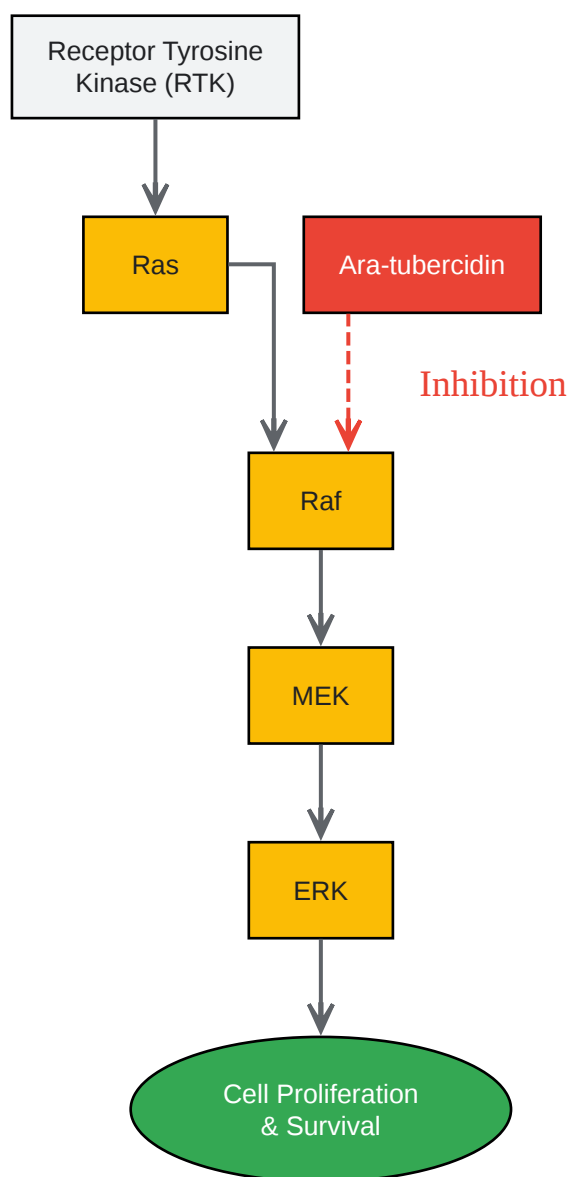 Receptor Tyrosine
Kinase (RTK)
Ras
Ara-tubercidin
Inhibition
Raf
MEK
ERK
Cell Proliferation
& Survival